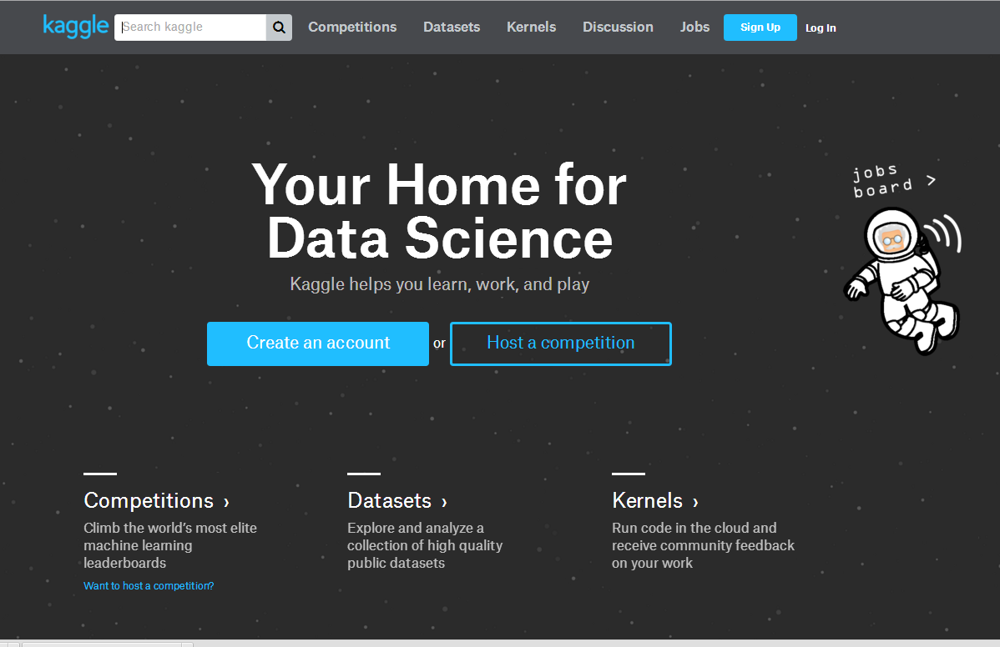 kaggle Search kaggle Competitions Datasets Kernels Discussion Jobs Sign Up Log In
jobs
board >
Your Home for
Data Science
Kaggle helps you learn, work, and play
Create an account or Host a competition
Competitions ›
Climb the world’s most elite
machine learning
leaderboards
Want to host a competition?
Datasets ›
Explore and analyze a
collection of high quality
public datasets
Kernels ›
Run code in the cloud and
receive community feedback
on your work